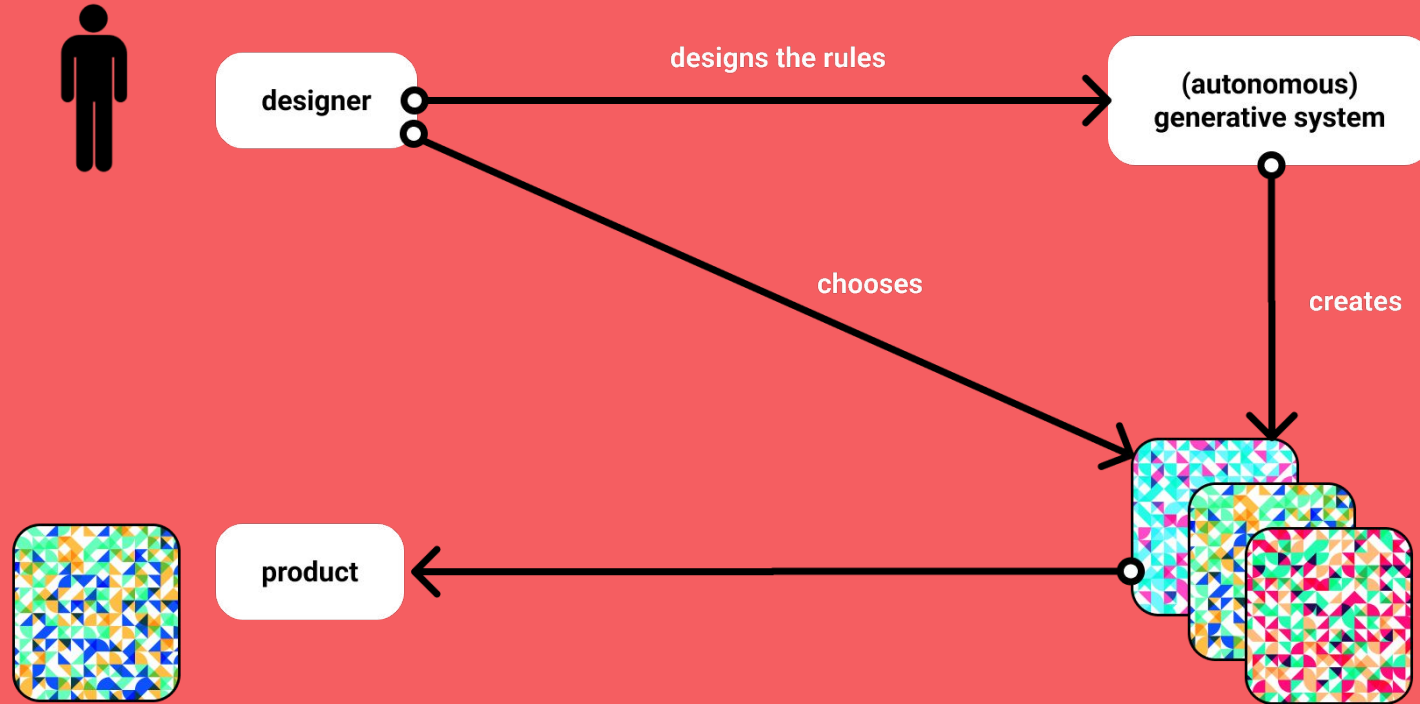 designs the rules
designer
(autonomous)
generative system
chooses
creates
product